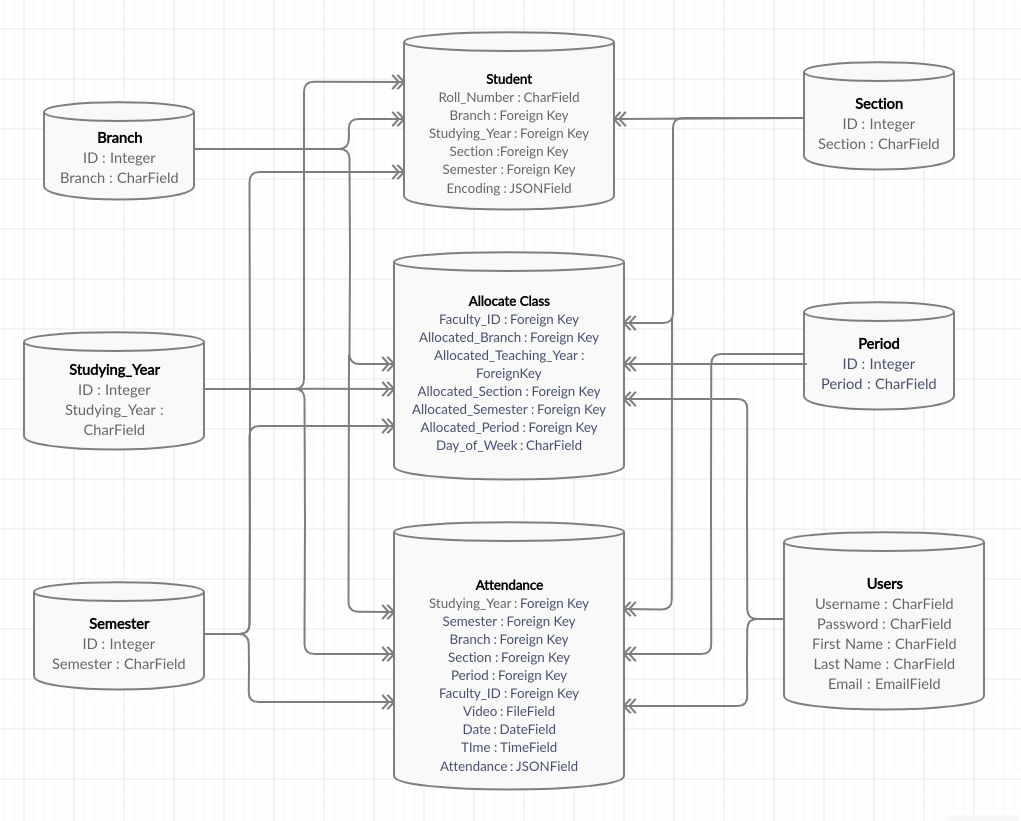 Student
Roll_Number : CharField
Branch : Foreign Key
Studying_Year : Foreign Key
Section :Foreign Key
Semester : Foreign Key
Encoding : JSONField
Section
ID : Integer
Section : CharField
Branch
ID : Integer
Branch : CharField
Allocate Class
Faculty_ID : Foreign Key
Allocated_Branch : Foreign Key
Allocated_Teaching_Year :
ForeignKey
Allocated_Section : Foreign Key
Allocated_Semester : Foreign Key
Allocated_Period : Foreign Key
Day_of_Week : CharField
Period
ID : Integer
Period : CharField
Studying_Year
ID : Integer
Studying_Year :
CharField
Attendance
Studying_Year : Foreign Key
Semester : Foreign Key
Branch : Foreign Key
Section : Foreign Key
Period : Foreign Key
Faculty_ID : Foreign Key
Video : FileField
Date : DateField
TIme : TimeField
Attendance : JSONField
Users
Username : CharField
Password : CharField
First Name : CharField
Last Name : CharField
Email : EmailField
Semester
ID : Integer
Semester : CharField